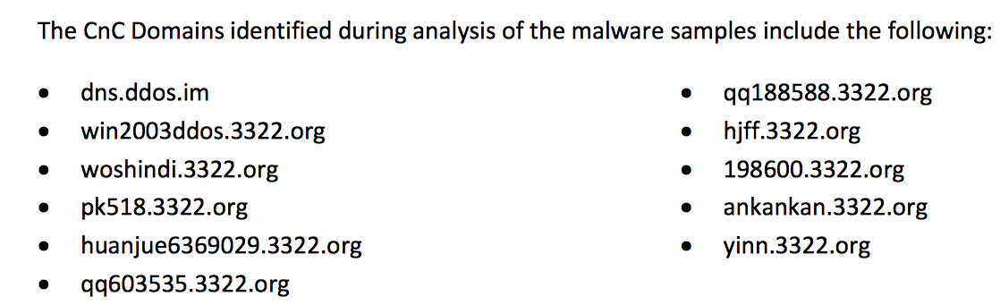 The CnC Domains identified during analysis of the malware samples include the following:
• dns.ddos.im
• win2003ddos.3322.org
• woshindi.3322.org
• pk518.3322.org
• huanjue6369029.3322.org
• qq603535.3322.org
• qq188588.3322.org
• hjff.3322.org
• 198600.3322.org
• ankankan.3322.org
• yinn.3322.org